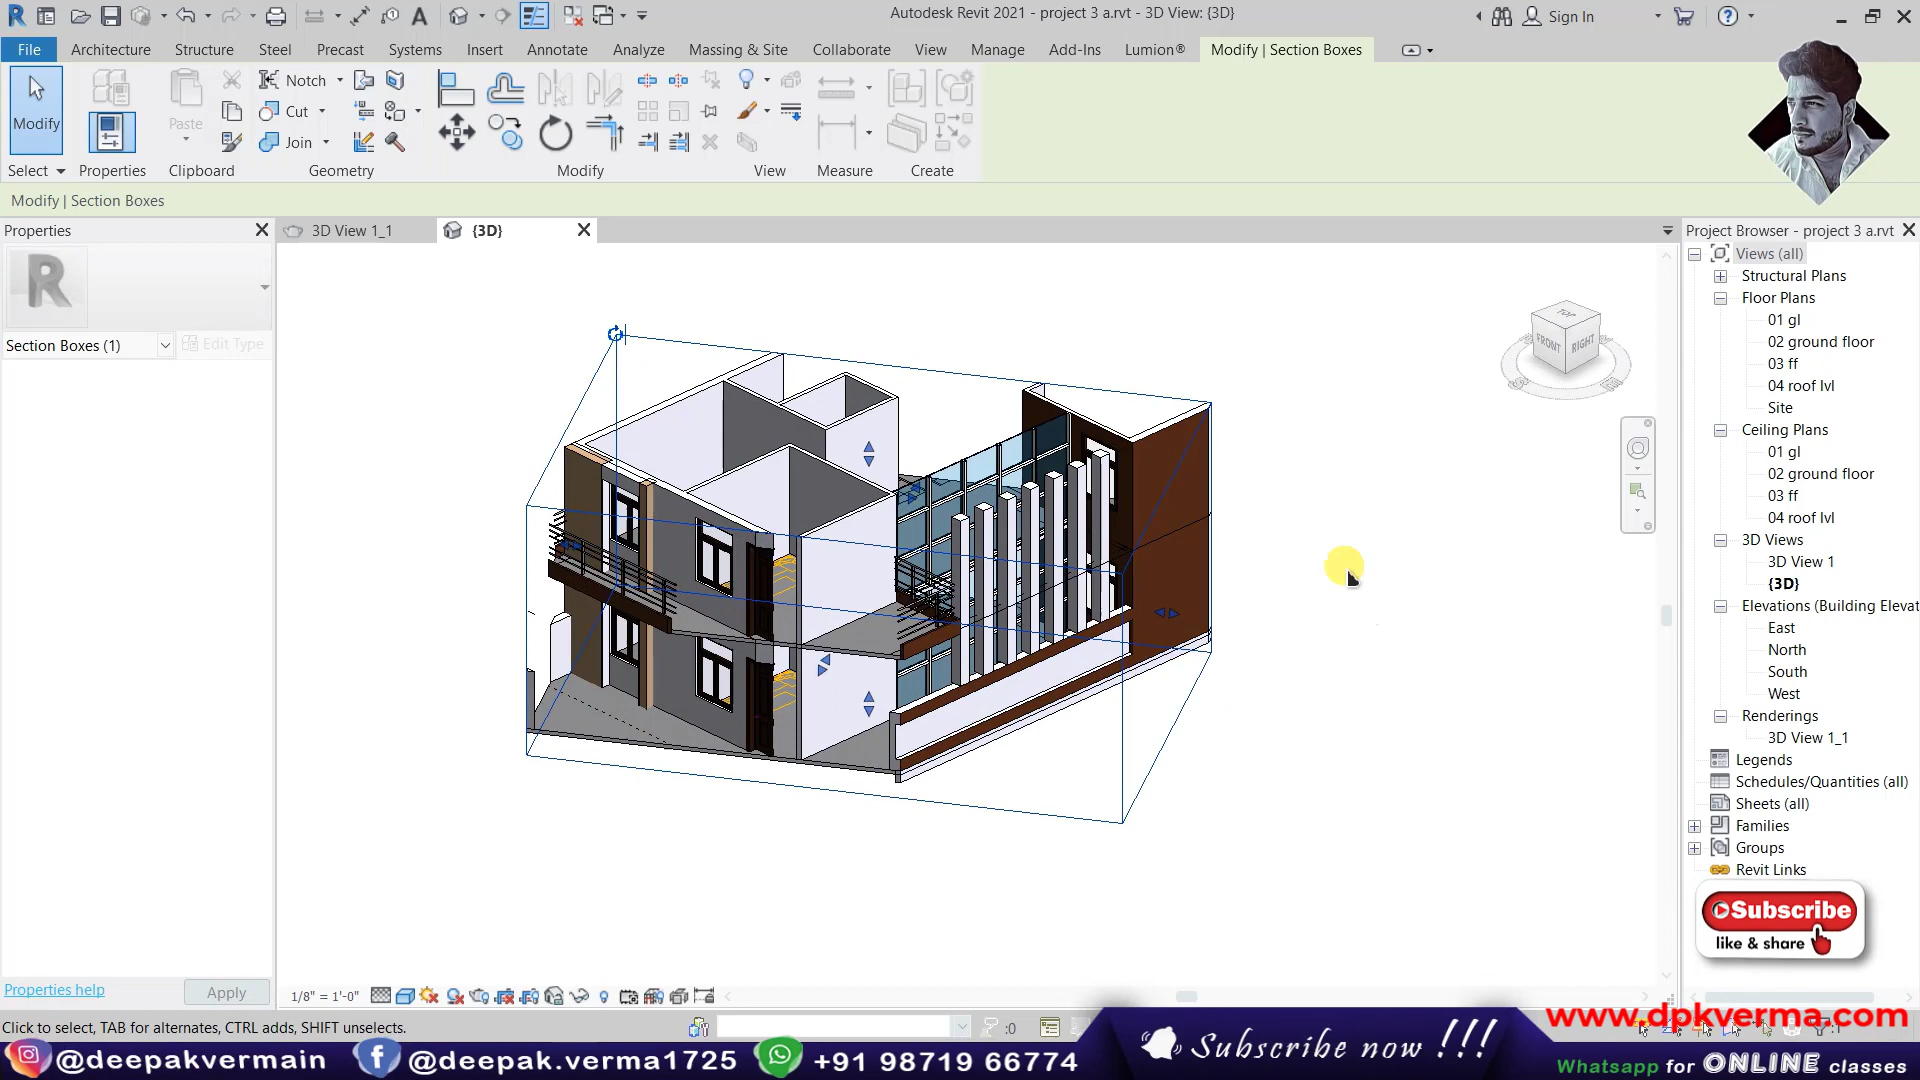 Autodesk Revit 2021 - project 3 a.rvt - 3D View: {3D}
Sign In
File Architecture Structure Steel Precast Systems Insert Annotate Analyze Massing & Site Collaborate View Manage Add-Ins Lumion® Modify | Section Boxes
Modify
Paste
Notch
Cut
Join
Select Properties Clipboard Geometry Modify View Measure Create
Modify | Section Boxes
Properties
3D View 1_1
{3D}
Project Browser - project 3 a.rvt
R
Section Boxes (1)
Edit Type
TOP
FRONT
RIGHT
Views (all)
Structural Plans
Floor Plans
01 gl
02 ground floor
03 ff
04 roof lvl
Site
Ceiling Plans
01 gl
02 ground floor
03 ff
04 roof lvl
3D Views
3D View 1
{3D}
Elevations (Building Elevat
East
North
South
West
Renderings
3D View 1_1
Legends
Schedules/Quantities (all)
Sheets (all)
Families
Groups
Revit Links
Subscribe
like & share
Properties help
Apply
1/8" = 1'-0"
Click to select, TAB for alternates, CTRL adds, SHIFT unselects.
:0
www.dpkverma.com
@deepakvermain
@deepak.verma1725
+91 98719 66774
Subscribe now !!!
Whatsapp for ONLINE classes